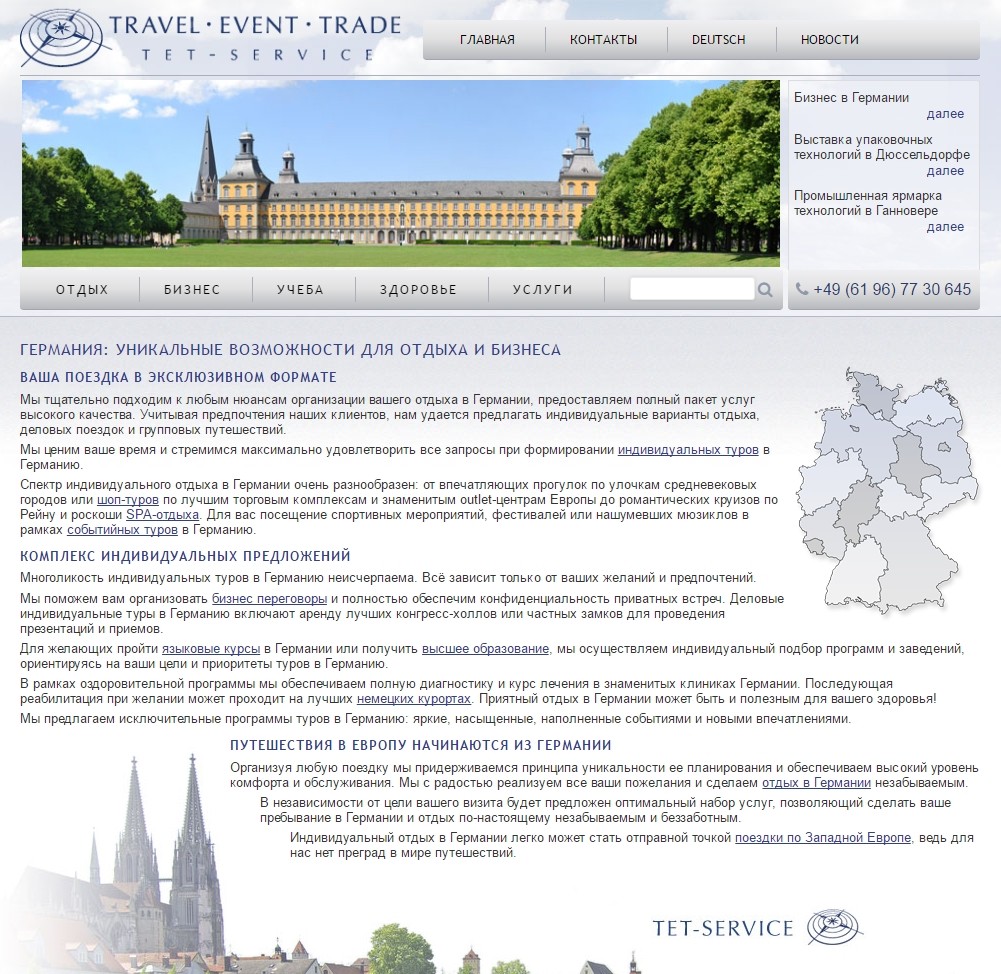 TRAVEL · EVENT · TRADE
TET-SERVICE
ГЛАВНАЯ КОНТАКТЫ DEUTSCH НОВОСТИ
Бизнес в Германии
далее
Выставка упаковочных
технологий в Дюссельдорфе
далее
Промышленная ярмарка
технологий в Ганновере
далее
ОТДЫХ БИЗНЕС УЧЕБА ЗДОРОВЬЕ УСЛУГИ
+49 (61 96) 77 30 645
ГЕРМАНИЯ: УНИКАЛЬНЫЕ ВОЗМОЖНОСТИ ДЛЯ ОТДЫХА И БИЗНЕСА
ВАША ПОЕЗДКА В ЭКСКЛЮЗИВНОМ ФОРМАТЕ
Мы тщательно подходим к любым нюансам организации вашего отдыха в Германии, предоставляем полный пакет услуг
высокого качества. Учитывая предпочтения наших клиентов, нам удается предлагать индивидуальные варианты отдыха,
деловых поездок и групповых путешествий.
Мы ценим ваше время и стремимся максимально удовлетворить все запросы при формировании индивидуальных туров в
Германию.
Спектр индивидуального отдыха в Германии очень разнообразен: от впечатляющих прогулок по улочкам средневековых
городов или шоп-туров по лучшим торговым комплексам и знаменитым outlet-центрам Европы до романтических круизов по
Рейну и роскоши SPA-отдыха. Для вас посещение спортивных мероприятий, фестивалей или нашумевших мюзиклов в
рамках событийных туров в Германию.
КОМПЛЕКС ИНДИВИДУАЛЬНЫХ ПРЕДЛОЖЕНИЙ
Многоликость индивидуальных туров в Германию неисчерпаема. Всё зависит только от ваших желаний и предпочтений.
Мы поможем вам организовать бизнес переговоры и полностью обеспечим конфиденциальность приватных встреч. Деловые
индивидуальные туры в Германию включают аренду лучших конгресс-холлов или частных замков для проведения
презентаций и приемов.
Для желающих пройти языковые курсы в Германии или получить высшее образование, мы осуществляем индивидуальный подбор программ и заведений,
ориентируясь на ваши цели и приоритеты туров в Германию.
В рамках оздоровительной программы мы обеспечиваем полную диагностику и курс лечения в знаменитых клиниках Германии. Последующая
реабилитация при желании может проходит на лучших немецких курортах. Приятный отдых в Германии может быть и полезным для вашего здоровья!
Мы предлагаем исключительные программы туров в Германию: яркие, насыщенные, наполненные событиями и новыми впечатлениями.
ПУТЕШЕСТВИЯ В ЕВРОПУ НАЧИНАЮТСЯ ИЗ ГЕРМАНИИ
Организуя любую поездку мы придерживаемся принципа уникальности ее планирования и обеспечиваем высокий уровень
комфорта и обслуживания. Мы с радостью реализуем все ваши пожелания и сделаем отдых в Германии незабываемым.
В независимости от цели вашего визита будет предложен оптимальный набор услуг, позволяющий сделать ваше
пребывание в Германии и отдых по-настоящему незабываемым и беззаботным.
Индивидуальный отдых в Германии легко может стать отправной точкой поездки по Западной Европе, ведь для
нас нет преград в мире путешествий.
TET-SERVICE